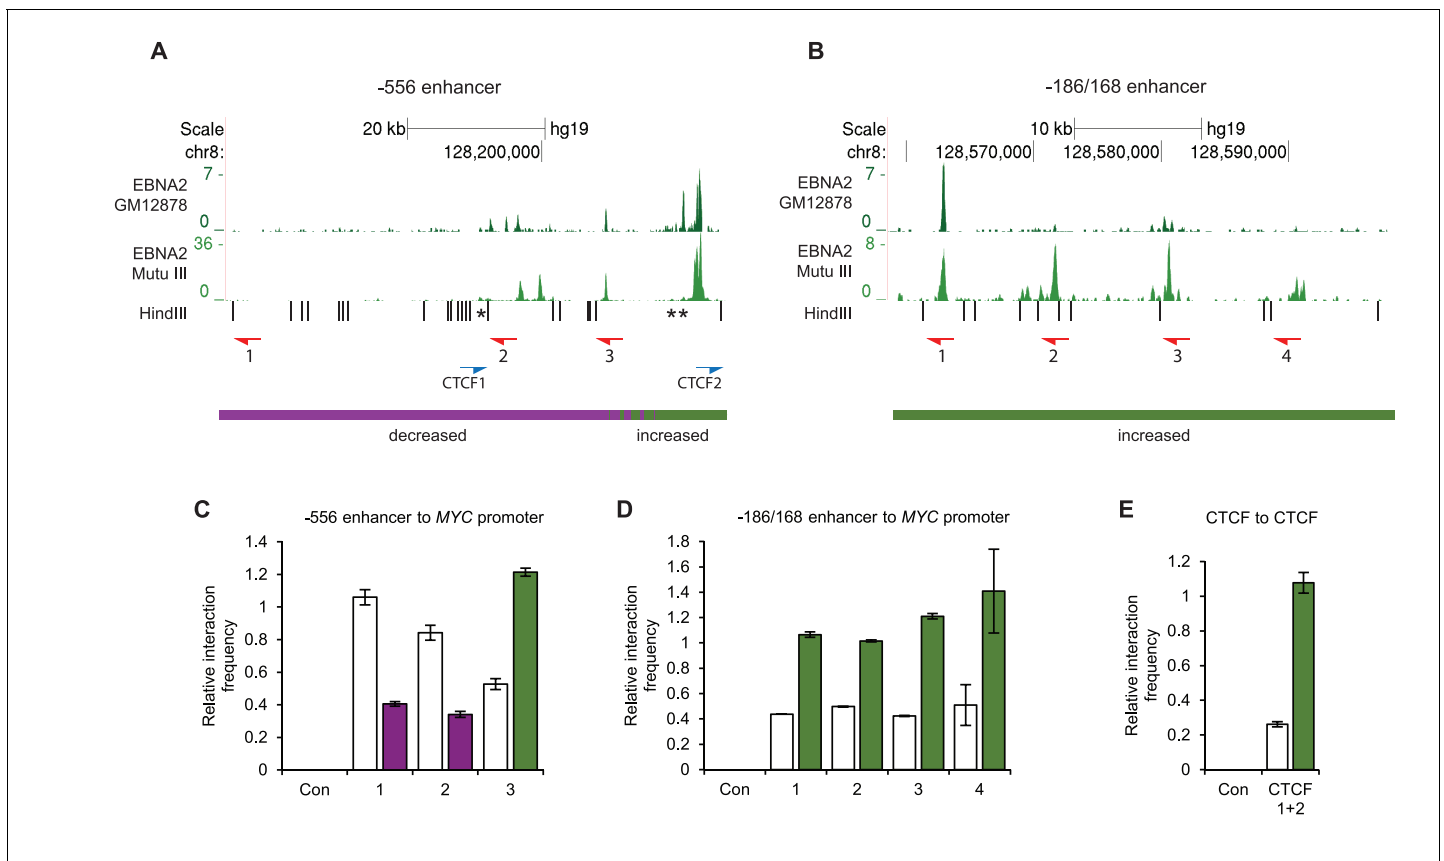 A
-556 enhancer
Scale 20 kb hg19
chr8: 128,200,000
EBNA2
GM12878
7 -
0
EBNA2
Mutu III
36 -
0
HindIII * **
1 2 3
CTCF1 CTCF2
decreased increased
B
-186/168 enhancer
Scale 10 kb hg19
chr8: 128,570,000 128,580,000 128,590,000
EBNA2
GM12878
7 -
0
EBNA2
Mutu III
8 -
0
HindIII
1 2 3 4
increased
C
-556 enhancer to MYC promoter
Relative interaction
frequency
1.4
1.2
1
0.8
0.6
0.4
0.2
0
Con 1 2 3
D
-186/168 enhancer to MYC promoter
Relative interaction
frequency
1.8
1.6
1.4
1.2
1
0.8
0.6
0.4
0.2
0
Con 1 2 3 4
E
CTCF to CTCF
Relative interaction
frequency
1.2
1
0.8
0.6
0.4
0.2
0
Con CTCF
1+2